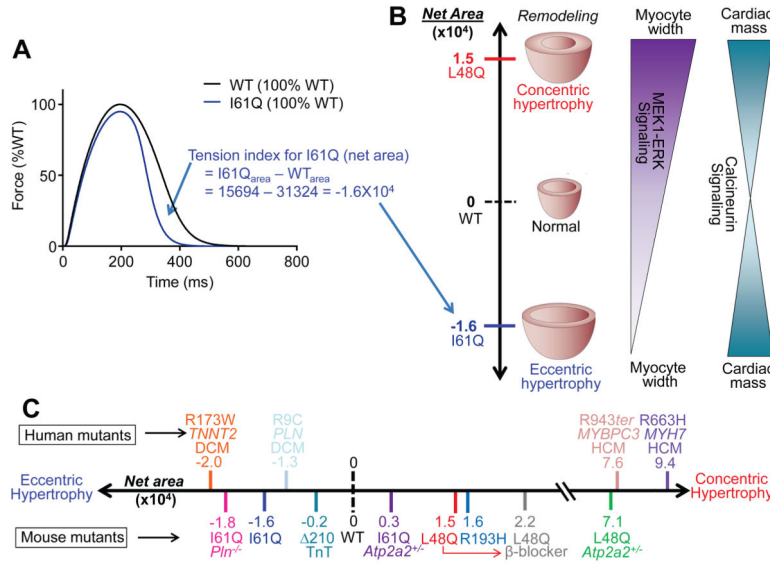 A
WT (100% WT)
I61Q (100% WT)
100
50
0
Force (%WT)
0 200 400 600 800
Time (ms)
Tension index for I61Q (net area)
= I61Qarea – WTarea
= 15694 – 31324 = -1.6X10⁴
B
Net Area
(x10⁴)
Remodeling
Myocyte
width
Cardiac
mass
1.5
L48Q
Concentric
hypertrophy
0
WT
Normal
-1.6
I61Q
Eccentric
hypertrophy
MEK1-ERK
Signaling
Calcineurin
Signaling
Myocyte
width
Cardiac
mass
C
Human mutants
R173W
TNNT2
DCM
-2.0
R9C
PLN
DCM
-1.3
0
R943ter
MYBPC3
HCM
7.6
R663H
MYH7
HCM
9.4
Eccentric
Hypertrophy
Net area
(x10⁴)
Concentric
Hypertrophy
Mouse mutants
-1.8
I61Q
Pln-/-
-1.6
I61Q
-0.2
Δ210
TnT
0
WT
0.3
I61Q
Atp2a2+/-
1.5
L48Q
1.6
R193H
2.2
L48Q
β-blocker
7.1
L48Q
Atp2a2+/-